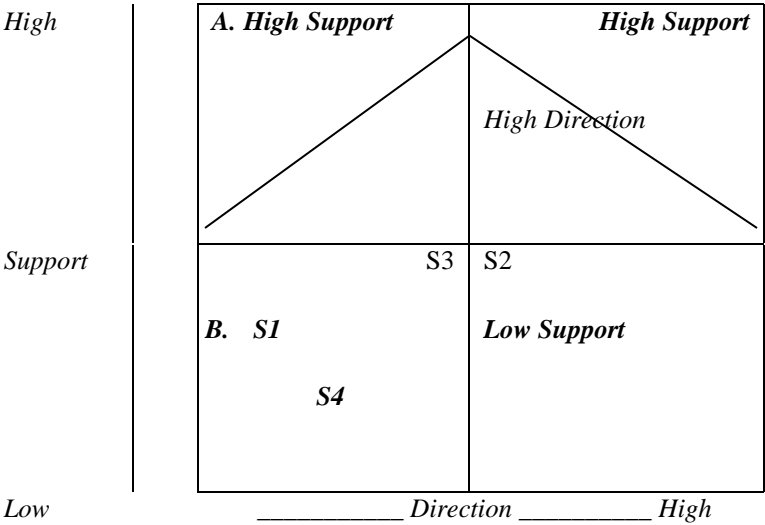 High A. High Support High Support
High Direction
Support S3 S2
B. S1 Low Support
S4
Low ___________ Direction __________ High